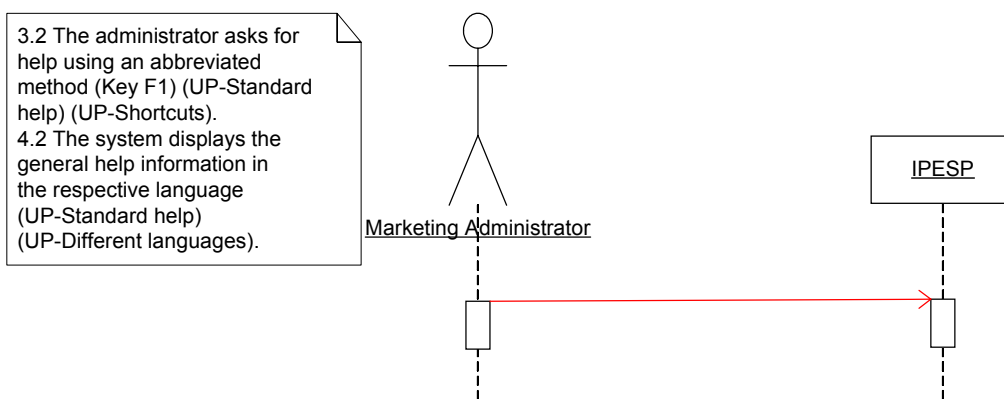 3.2 The administrator asks for
help using an abbreviated
method (Key F1) (UP-Standard
help) (UP-Shortcuts).
4.2 The system displays the
general help information in
the respective language
(UP-Standard help)
(UP-Different languages).
Marketing Administrator
IPESP